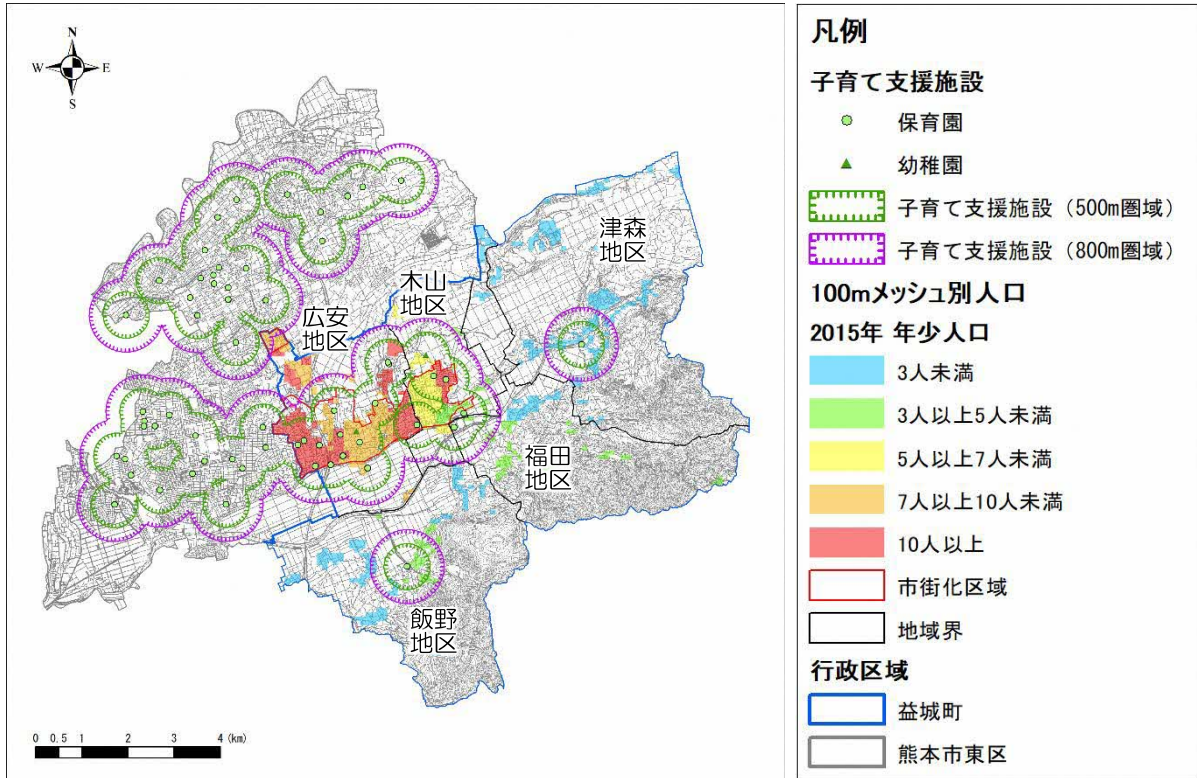 N
W
E
S
津森
地区
木山
地区
広安
地区
福田
地区
飯野
地区
0 0.5 1 2 3 4 (km)
凡例
子育て支援施設
保育園
幼稚園
子育て支援施設（500m圏域）
子育て支援施設（800m圏域）
100mメッシュ別人口
2015年 年少人口
3人未満
3人以上5人未満
5人以上7人未満
7人以上10人未満
10人以上
市街化区域
地域界
行政区域
益城町
熊本市東区